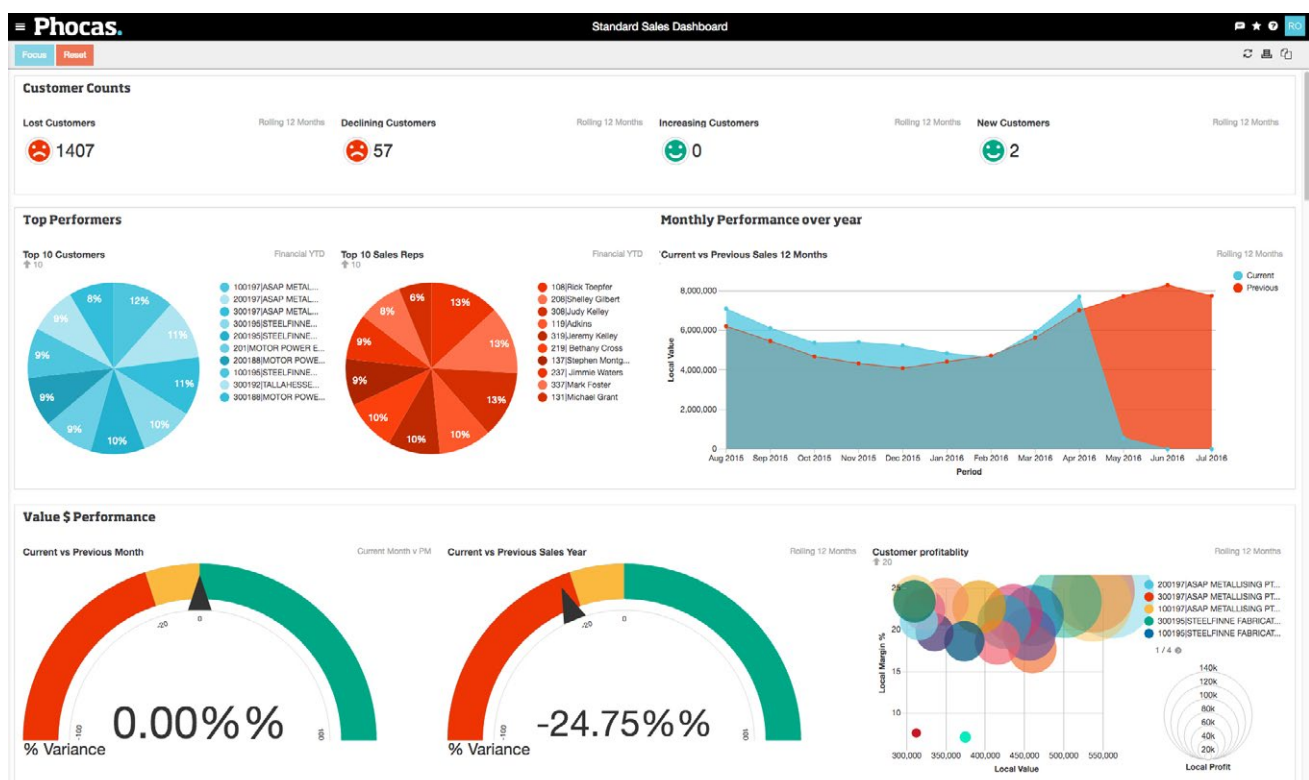 Phocas.
Standard Sales Dashboard
RO
Focus
Reset
Customer Counts
Lost Customers
Rolling 12 Months
1407
Declining Customers
Rolling 12 Months
57
Increasing Customers
Rolling 12 Months
0
New Customers
Rolling 12 Months
2
Top Performers
Top 10 Customers
Financial YTD
10
8%
12%
11%
11%
10%
10%
9%
9%
9%
9%
100197|ASAP METAL...
200197|ASAP METAL...
300197|ASAP METAL...
300195|STEELFINNE...
200195|STEELFINNE...
201|MOTOR POWER E...
200188|MOTOR POWE...
100195|STEELFINNE...
300192|TALLAHESSE...
300188|MOTOR POWE...
Top 10 Sales Reps
Financial YTD
10
6%
13%
13%
13%
10%
10%
10%
9%
9%
8%
108|Rick Toepfer
208|Shelley Gilbert
308|Judy Kelley
119|Adkins
319|Jeremy Kelley
219| Bethany Cross
137|Stephen Montg...
237| Jimmie Waters
337|Mark Foster
131|Michael Grant
Monthly Performance over year
'Current vs Previous Sales 12 Months
Rolling 12 Months
Current
Previous
8,000,000
6,000,000
4,000,000
2,000,000
0
Local Value
Aug 2015 Sep 2015 Oct 2015 Nov 2015 Dec 2015 Jan 2016 Feb 2016 Mar 2016 Apr 2016 May 2016 Jun 2016 Jul 2016
Period
Value $ Performance
Current vs Previous Month
Current Month v PM
-20
0
-100
100
0.00%%
% Variance
Current vs Previous Sales Year
Rolling 12 Months
-20
0
-100
100
-24.75%%
% Variance
Customer profitablity
Rolling 12 Months
20
25
20
15
10
Local Margin %
300,000 350,000 400,000 450,000 500,000 550,000
Local Value
200197|ASAP METALLISING PT...
300197|ASAP METALLISING PT...
100197|ASAP METALLISING PT...
300195|STEELFINNE FABRICAT...
100195|STEELFINNE FABRICAT...
1 / 4
140k
120k
100k
80k
60k
40k
20k
Local Profit